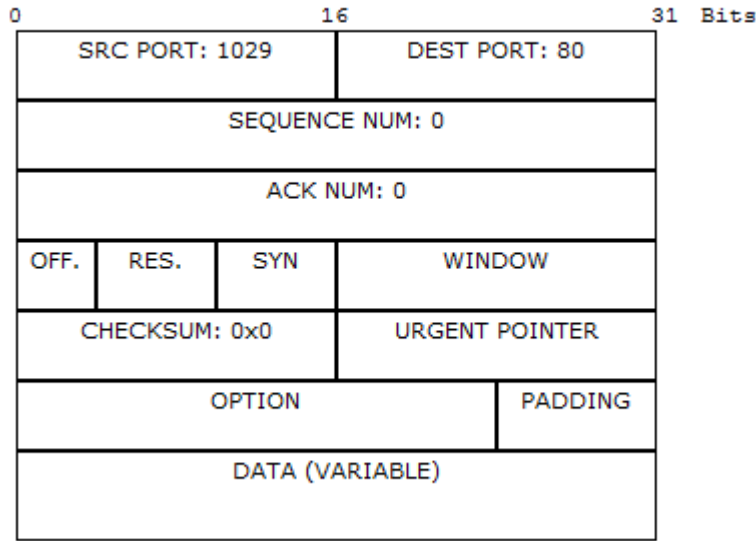 0 16 31 Bits
SRC PORT: 1029 DEST PORT: 80
SEQUENCE NUM: 0
ACK NUM: 0
OFF. RES. SYN WINDOW
CHECKSUM: 0x0 URGENT POINTER
OPTION PADDING
DATA (VARIABLE)